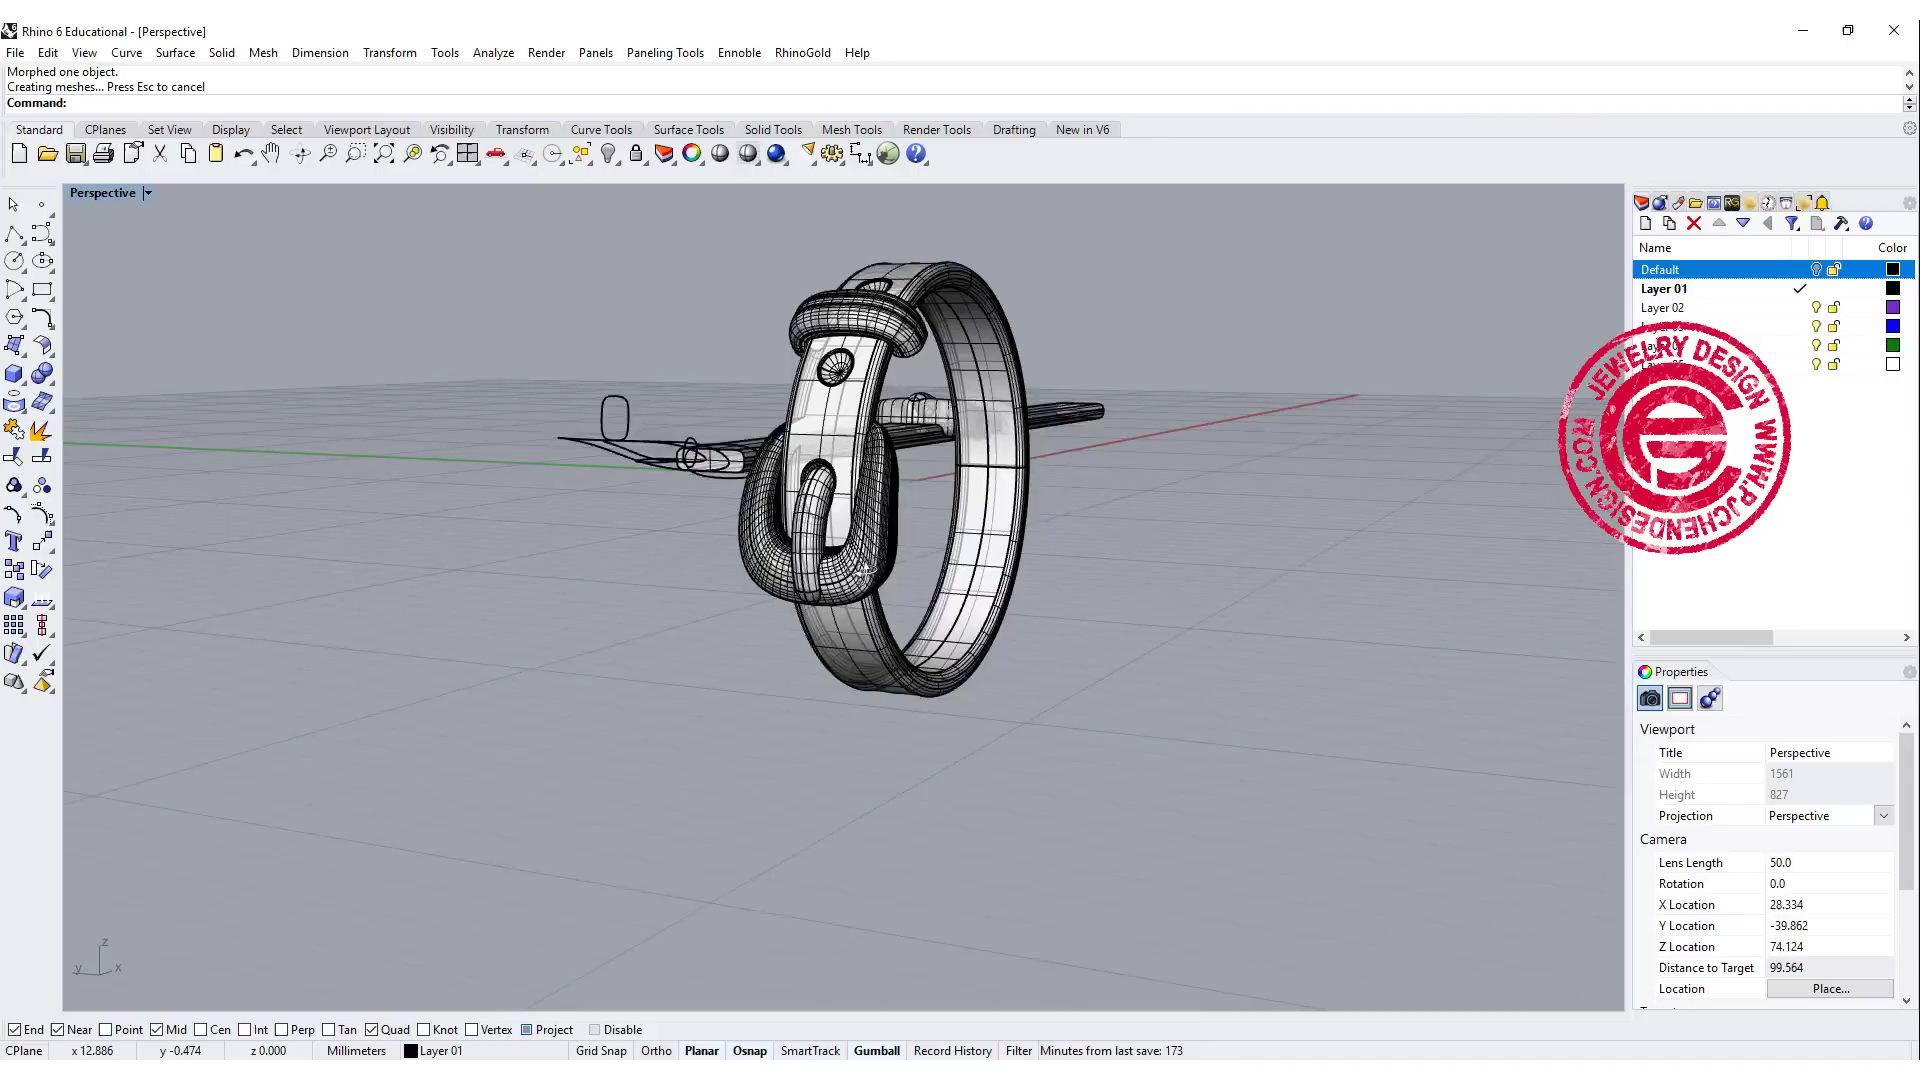 Rhino 6 Educational - [Perspective]
File Edit View Curve Surface Solid Mesh Dimension Transform Tools Analyze Render Panels Paneling Tools Ennoble RhinoGold Help
Morphed one object.
Creating meshes... Press Esc to cancel
Command:
Standard CPlanes Set View Display Select Viewport Layout Visibility Transform Curve Tools Surface Tools Solid Tools Mesh Tools Render Tools Drafting New in V6
Perspective
Name Color
Default
Layer 01
Layer 02
JEWELRY DESIGN WWW.PJCHENDESIGN.COM
Properties
Viewport
Title Perspective
Width 1561
Height 827
Projection Perspective
Camera
Lens Length 50.0
Rotation 0.0
X Location 28.334
Y Location -39.862
Z Location 74.124
Distance to Target 99.564
Location Place...
z
y x
End Near Point Mid Cen Int Perp Tan Quad Knot Vertex Project Disable
CPlane x 12.886 y -0.474 z 0.000 Millimeters Layer 01 Grid Snap Ortho Planar Osnap SmartTrack Gumball Record History Filter Minutes from last save: 173